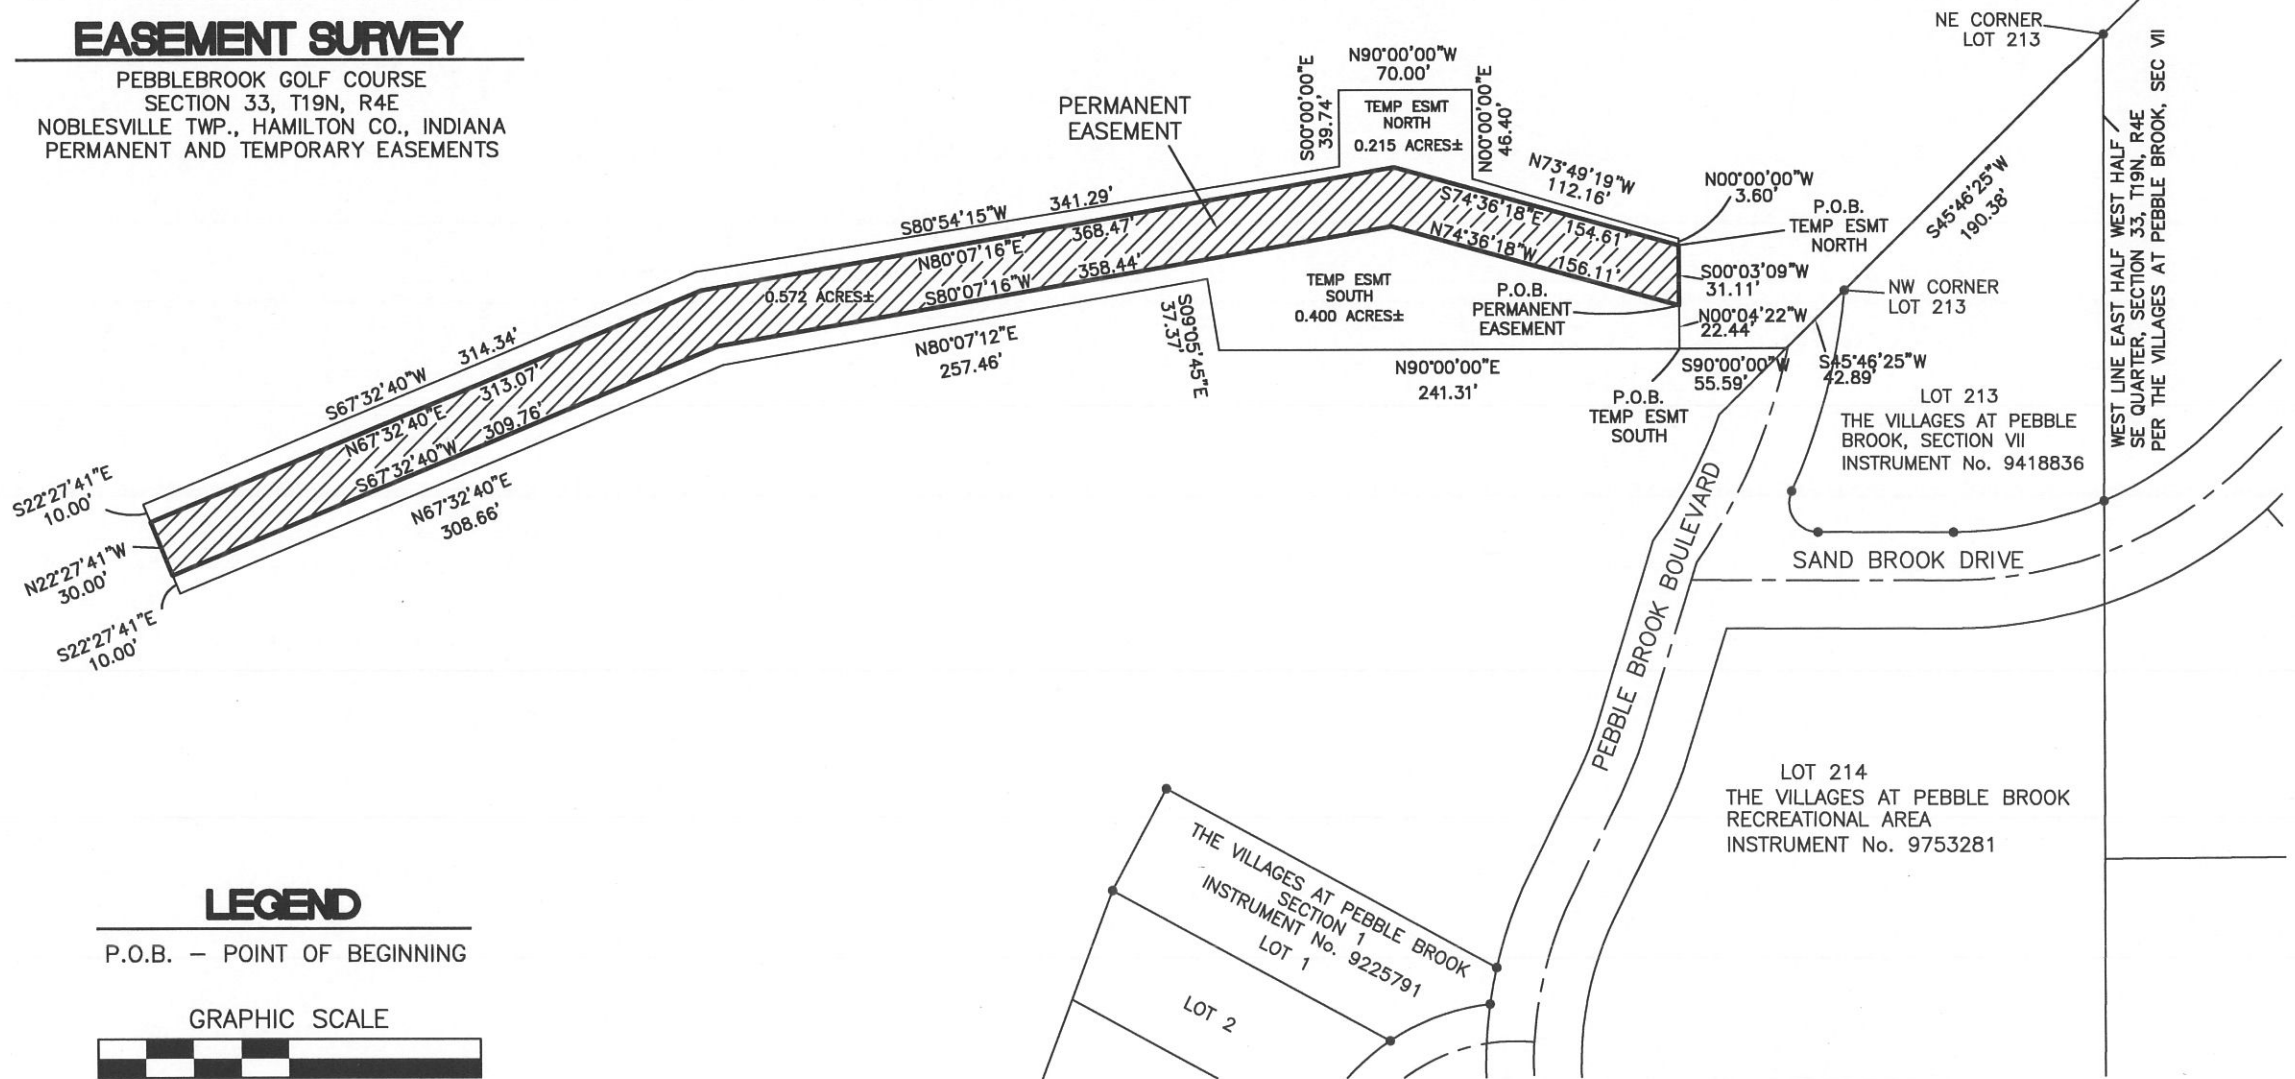 EASEMENT SURVEY
PEBBLEBROOK GOLF COURSE
SECTION 33, T19N, R4E
NOBLESVILLE TWP., HAMILTON CO., INDIANA
PERMANENT AND TEMPORARY EASEMENTS
PERMANENT
EASEMENT
S00°00'00"E
39.74'
N90°00'00"W
70.00'
TEMP ESMT
NORTH
0.215 ACRES±
N00°00'00"E
46.40'
N73°49'19"W
112.16'
N00°00'00"W
3.60'
P.O.B.
TEMP ESMT
NORTH
NE CORNER
LOT 213
S45°46'25"W
190.38'
WEST LINE EAST HALF WEST HALF
SE QUARTER, SECTION 33, T19N, R4E
PER THE VILLAGES AT PEBBLE BROOK, SEC VII
S80°54'15"W 341.29'
N80°07'16"E 368.47'
S80°07'16"W 358.44'
0.572 ACRES±
N80°07'12"E
257.46'
S74°36'18"E 154.61'
N74°36'18"W 156.11'
S00°03'09"W
31.11'
N00°04'22"W
22.44'
NW CORNER
LOT 213
TEMP ESMT
SOUTH
0.400 ACRES±
P.O.B.
PERMANENT
EASEMENT
S09°05'45"E
37.37'
N90°00'00"E
241.31'
S90°00'00"W
55.59'
S45°46'25"W
42.89'
P.O.B.
TEMP ESMT
SOUTH
S67°32'40"W 314.34'
N67°32'40"E 313.07'
S67°32'40"W 309.76'
N67°32'40"E
308.66'
S22°27'41"E
10.00'
N22°27'41"W
30.00'
S22°27'41"E
10.00'
LOT 213
THE VILLAGES AT PEBBLE
BROOK, SECTION VII
INSTRUMENT No. 9418836
PEBBLE BROOK BOULEVARD
SAND BROOK DRIVE
LOT 214
THE VILLAGES AT PEBBLE BROOK
RECREATIONAL AREA
INSTRUMENT No. 9753281
THE VILLAGES AT PEBBLE BROOK
SECTION 1
INSTRUMENT No. 9225791
LOT 1
LOT 2
LEGEND
P.O.B. – POINT OF BEGINNING
GRAPHIC SCALE